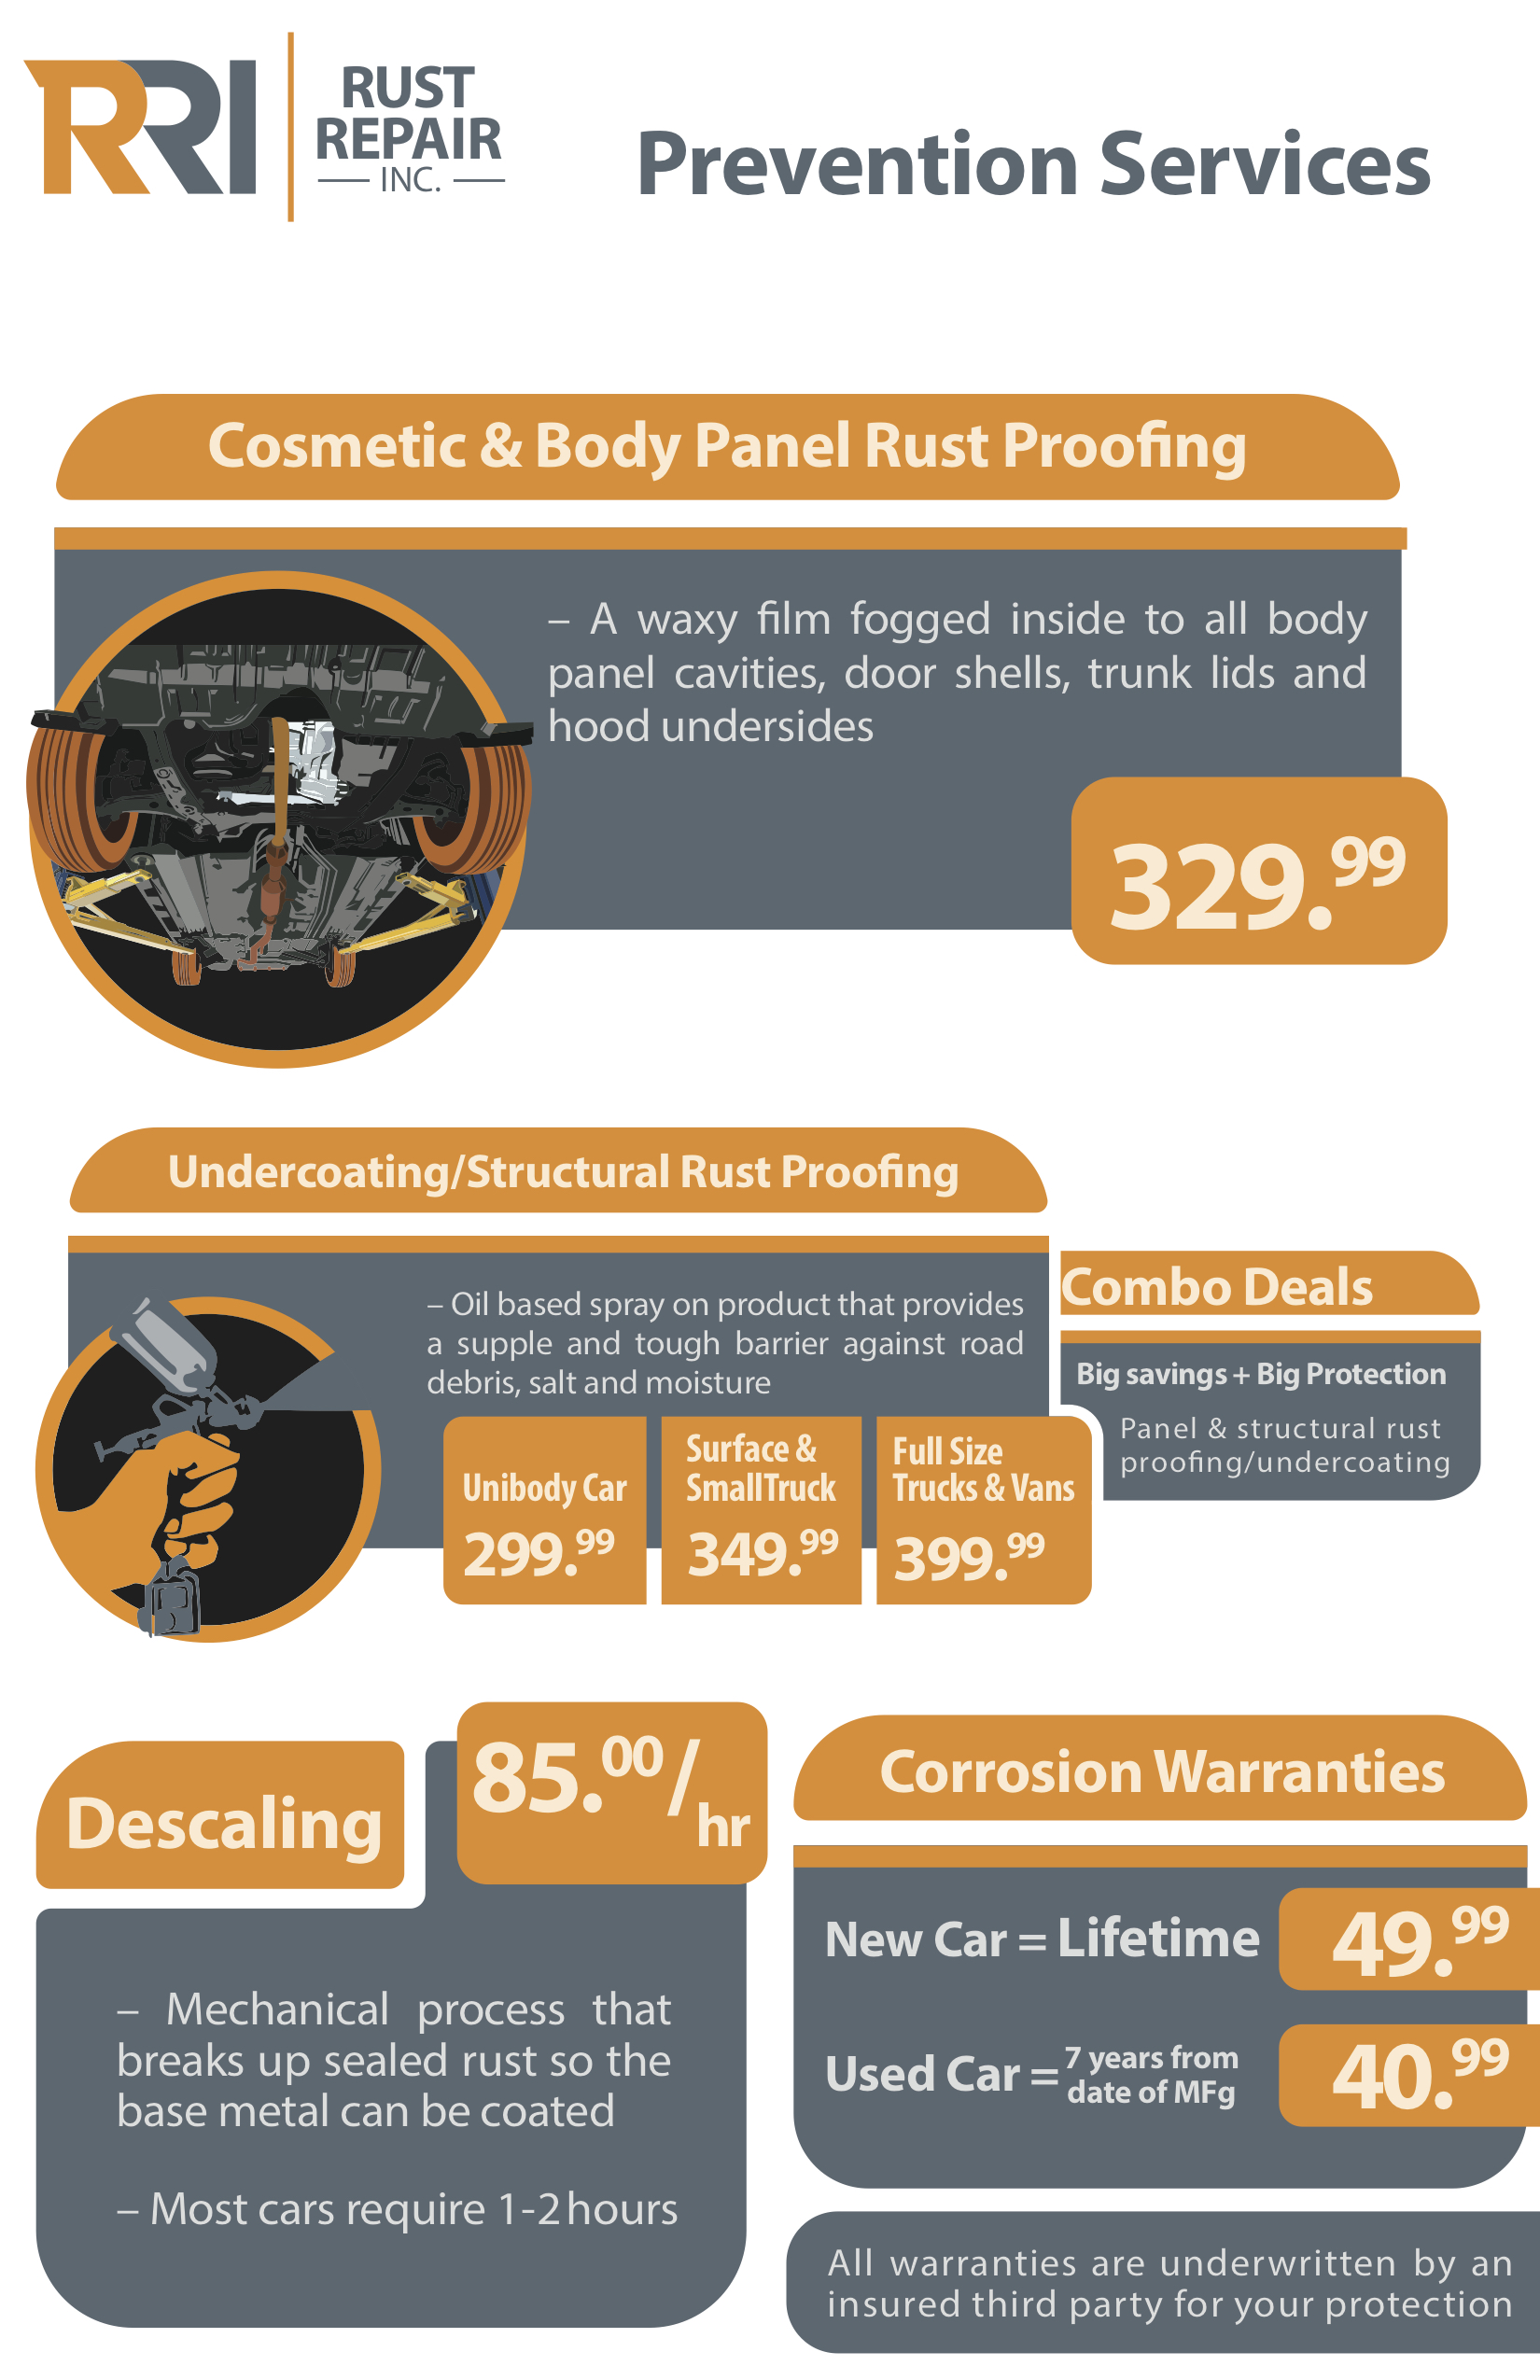 RRI
RUST
REPAIR
INC.
Prevention Services
Cosmetic & Body Panel Rust Proofing
– A waxy film fogged inside to all body
panel cavities, door shells, trunk lids and
hood undersides
329.99
Undercoating/Structural Rust Proofing
– Oil based spray on product that provides
a supple and tough barrier against road
debris, salt and moisture
Unibody Car
299.99
Surface &
SmallTruck
349.99
Full Size
Trucks & Vans
399.99
Combo Deals
Big savings + Big Protection
Panel & structural rust
proofing/undercoating
Descaling
85.00/hr
– Mechanical process that
breaks up sealed rust so the
base metal can be coated
– Most cars require 1-2 hours
Corrosion Warranties
New Car = Lifetime
49.99
Used Car = 7 years from
date of MFg
40.99
All warranties are underwritten by an
insured third party for your protection